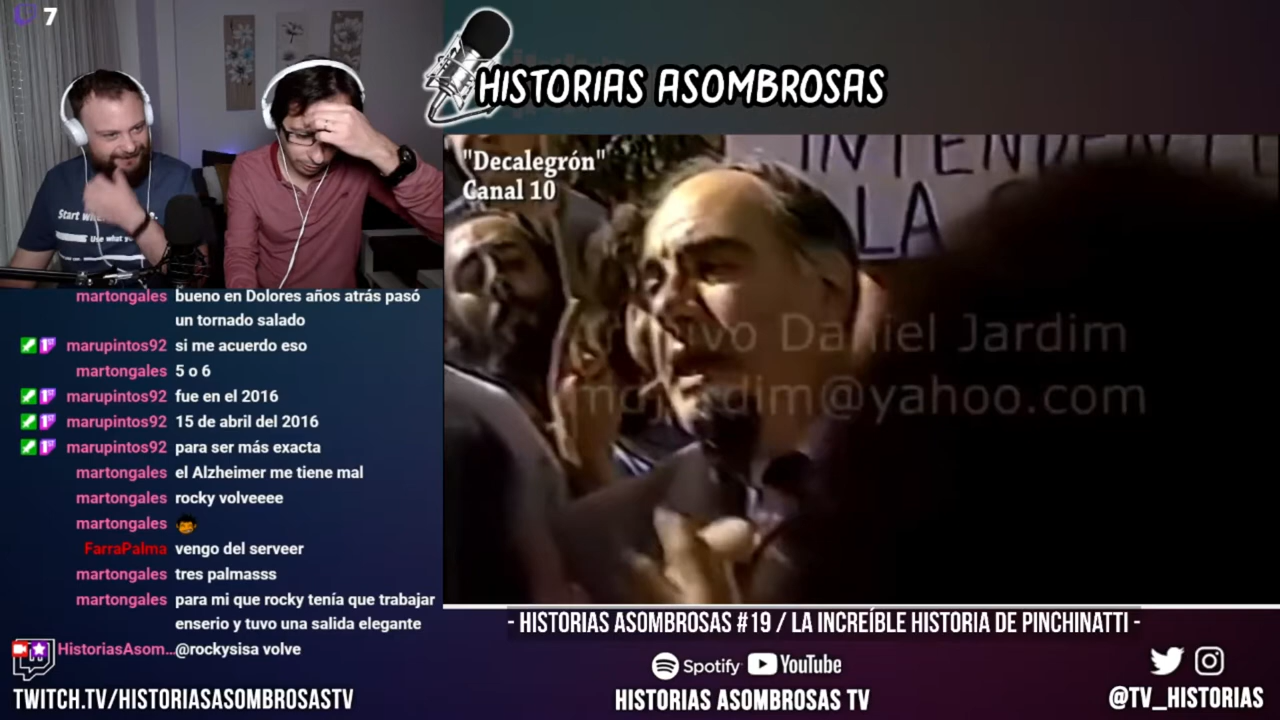 7
HISTORIAS ASOMBROSAS
"Decalegrón"
Canal 10
INTENDENTE
LA
Daniel Jardim
@yahoo.com
martongales bueno en Dolores años atrás pasó
un tornado salado
marupintos92 si me acuerdo eso
martongales 5 o 6
marupintos92 fue en el 2016
marupintos92 15 de abril del 2016
marupintos92 para ser más exacta
martongales el Alzheimer me tiene mal
martongales rocky volveeee
martongales
FarraPalma vengo del serveer
martongales tres palmasss
martongales para mi que rocky tenía que trabajar
enserio y tuvo una salida elegante
HistoriasAsom... @rockysisa volve
TWITCH.TV/HISTORIASASOMBROSASTV
- HISTORIAS ASOMBROSAS #19 / LA INCREÍBLE HISTORIA DE PINCHINATTI -
Spotify YouTube
HISTORIAS ASOMBROSAS TV
@TV_HISTORIAS